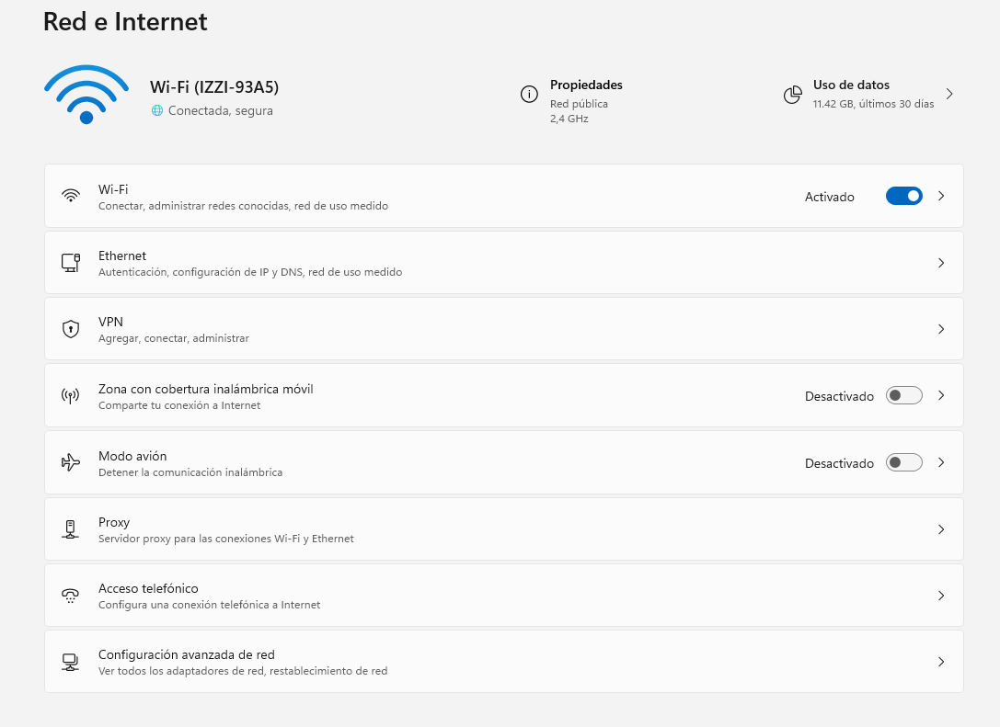 Red e Internet
Wi-Fi (IZZI-93A5)
Conectada, segura
Propiedades
Red pública
2,4 GHz
Uso de datos
11.42 GB, últimos 30 días
Wi-Fi
Conectar, administrar redes conocidas, red de uso medido
Activado
Ethernet
Autenticación, configuración de IP y DNS, red de uso medido
VPN
Agregar, conectar, administrar
Zona con cobertura inalámbrica móvil
Comparte tu conexión a Internet
Desactivado
Modo avión
Detener la comunicación inalámbrica
Desactivado
Proxy
Servidor proxy para las conexiones Wi-Fi y Ethernet
Acceso telefónico
Configura una conexión telefónica a Internet
Configuración avanzada de red
Ver todos los adaptadores de red, restablecimiento de red